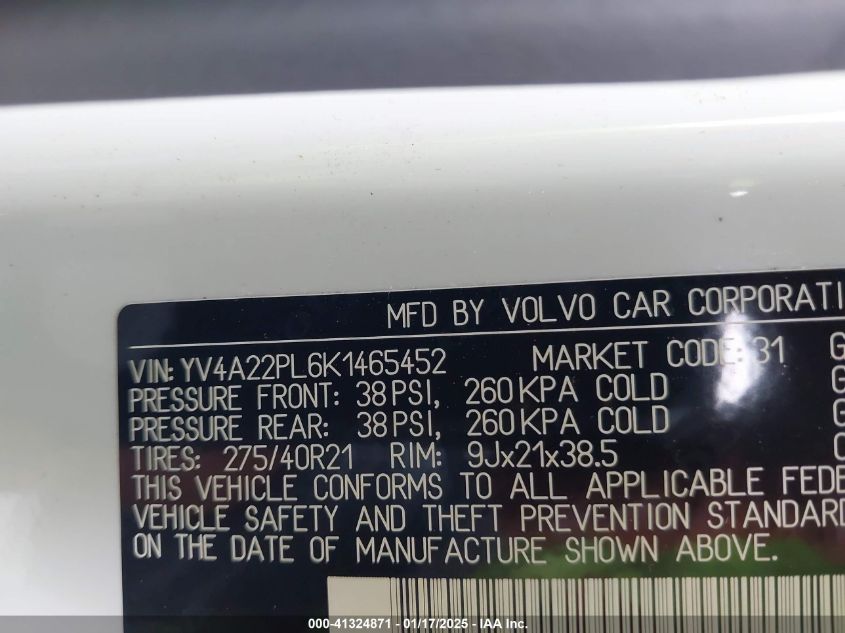 MFD BY VOLVO CAR CORPORATI
VIN: YV4A22PL6K1465452 MARKET CODE: 31 G
PRESSURE FRONT: 38 PSI, 260 KPA COLD G
PRESSURE REAR: 38 PSI, 260 KPA COLD G
TIRES: 275/40R21 RIM: 9Jx21x38.5
THIS VEHICLE CONFORMS TO ALL APPLICABLE FEDE
VEHICLE SAFETY AND THEFT PREVENTION STANDARD
ON THE DATE OF MANUFACTURE SHOWN ABOVE.
000-41324871 - 01/17/2025 - IAA Inc.